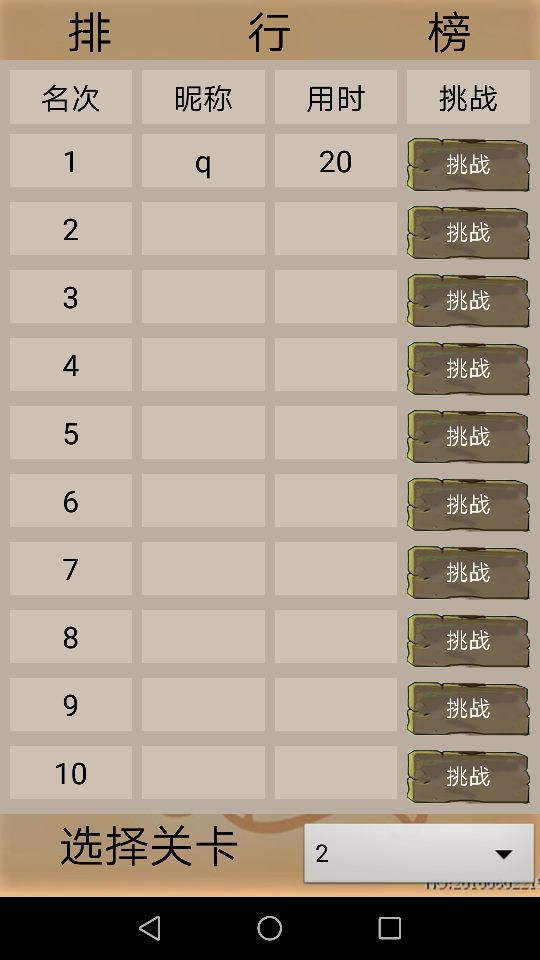 排 行 榜
名次 昵称 用时 挑战
1 q 20 挑战
2 挑战
3 挑战
4 挑战
5 挑战
6 挑战
7 挑战
8 挑战
9 挑战
10 挑战
选择关卡 2